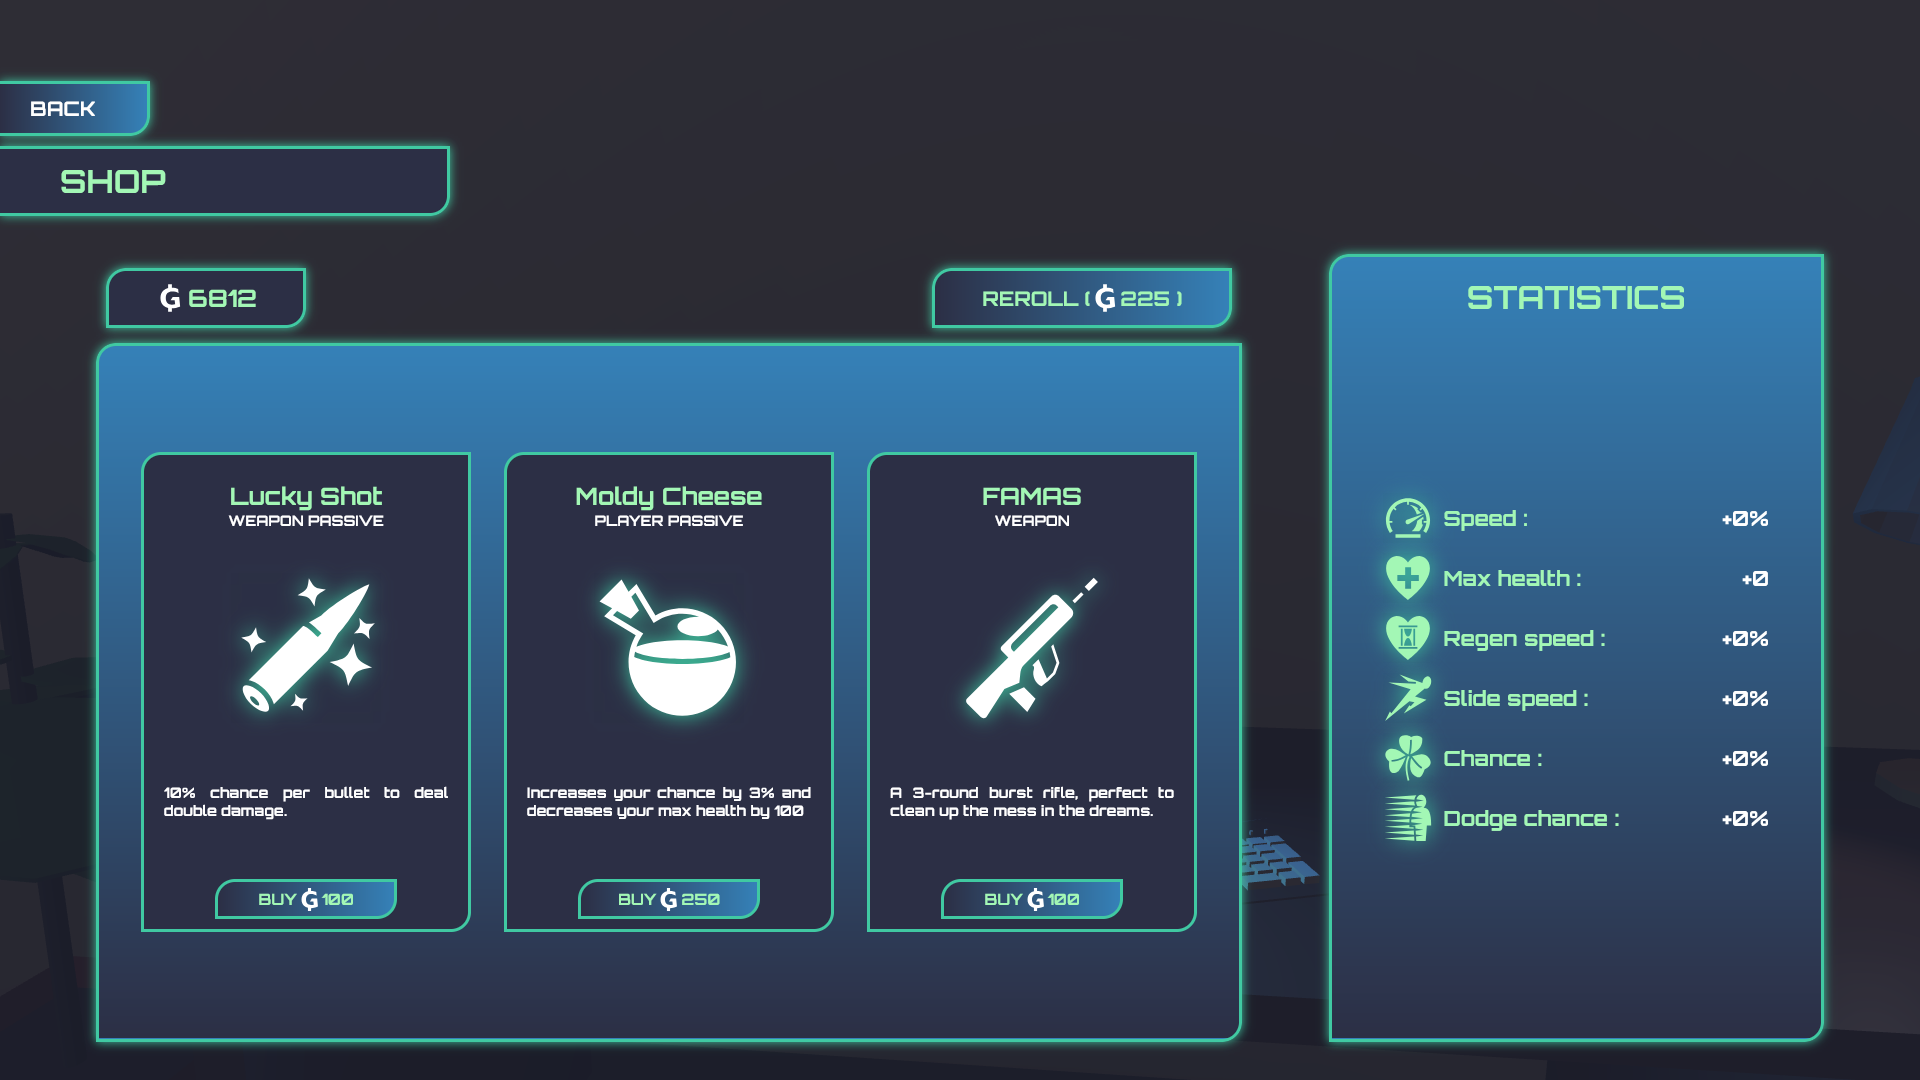 BACK
SHOP
6812
REROLL ( 225 )
Lucky Shot
WEAPON PASSIVE
10% chance per bullet to deal
double damage.
BUY 100
Moldy Cheese
PLAYER PASSIVE
Increases your chance by 3% and
decreases your max health by 100
BUY 250
FAMAS
WEAPON
A 3-round burst rifle, perfect to
clean up the mess in the dreams.
BUY 100
STATISTICS
Speed : +0%
Max health : +0
Regen speed : +0%
Slide speed : +0%
Chance : +0%
Dodge chance : +0%